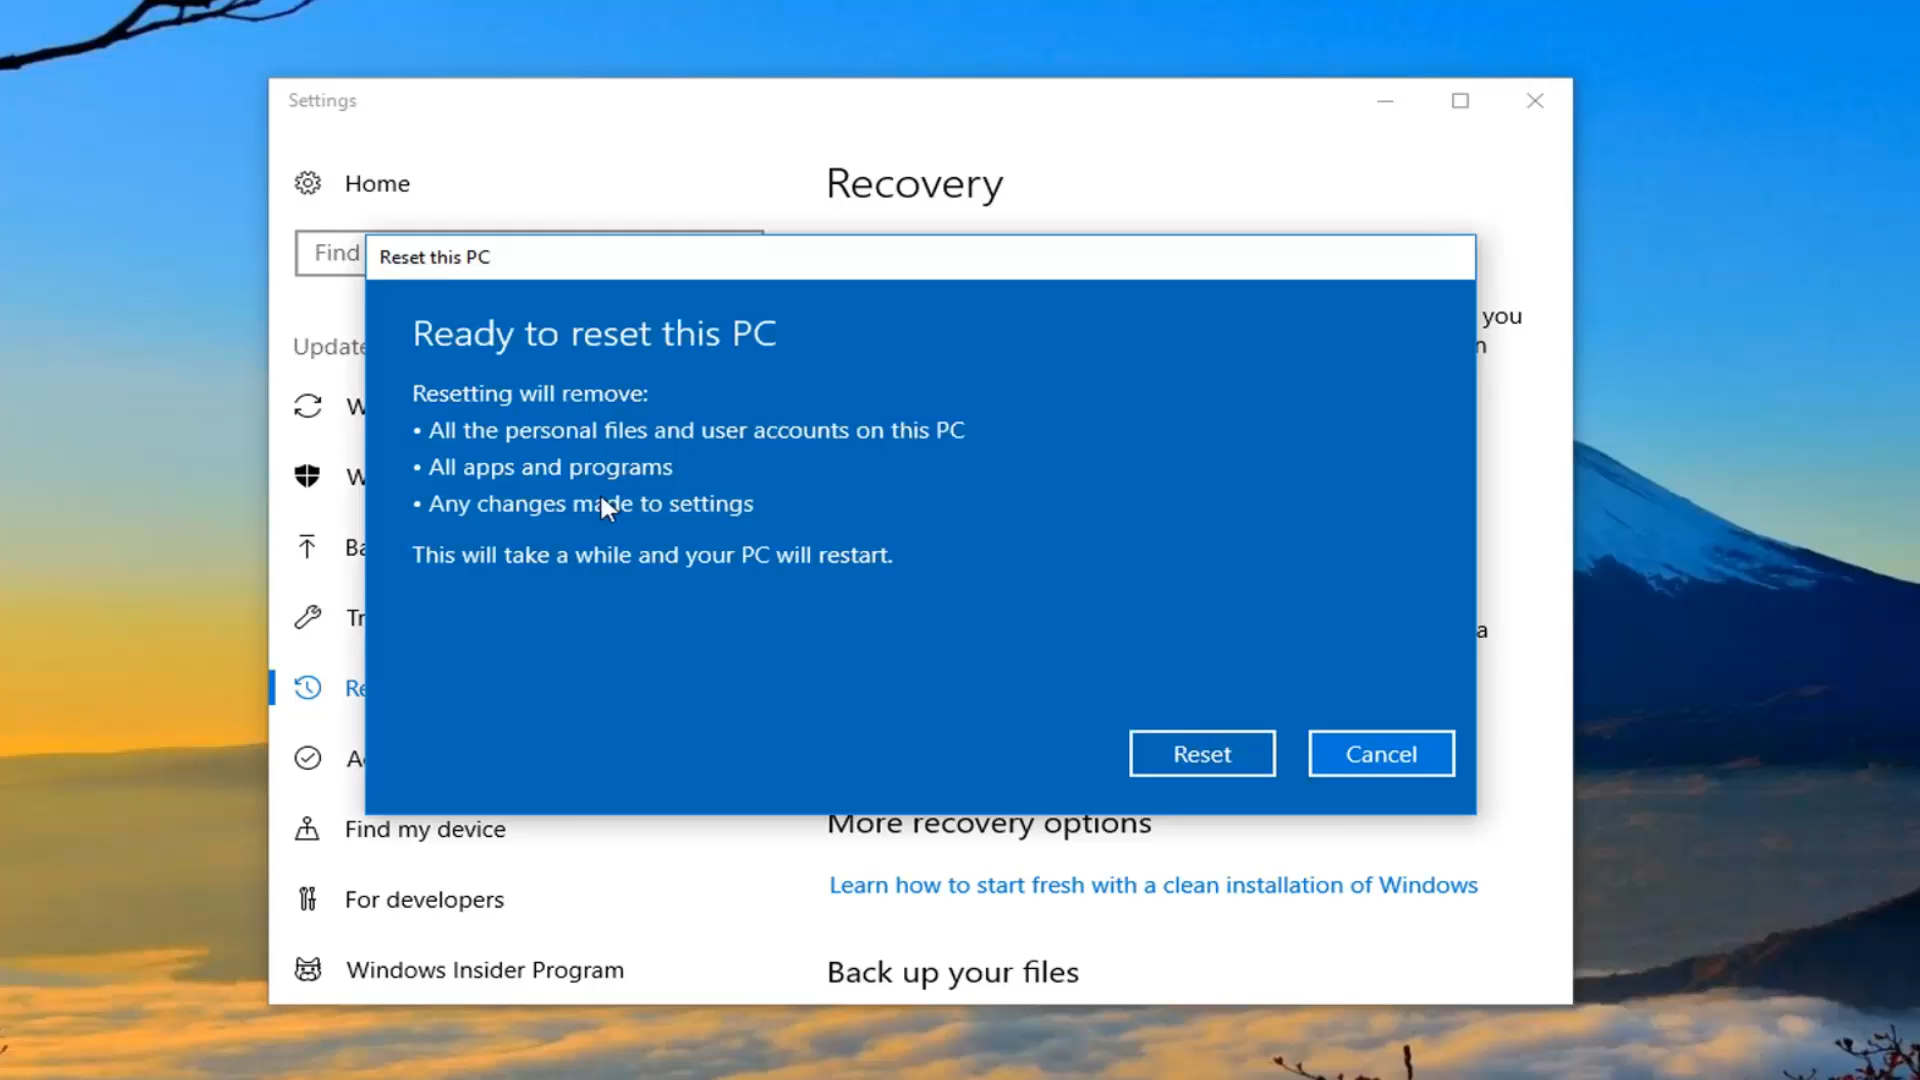 Settings
Home
Recovery
Find
Reset this PC
Ready to reset this PC
Resetting will remove:
• All the personal files and user accounts on this PC
• All apps and programs
• Any changes made to settings
This will take a while and your PC will restart.
Reset
Cancel
you
Update
Find my device
More recovery options
Learn how to start fresh with a clean installation of Windows
For developers
Windows Insider Program
Back up your files